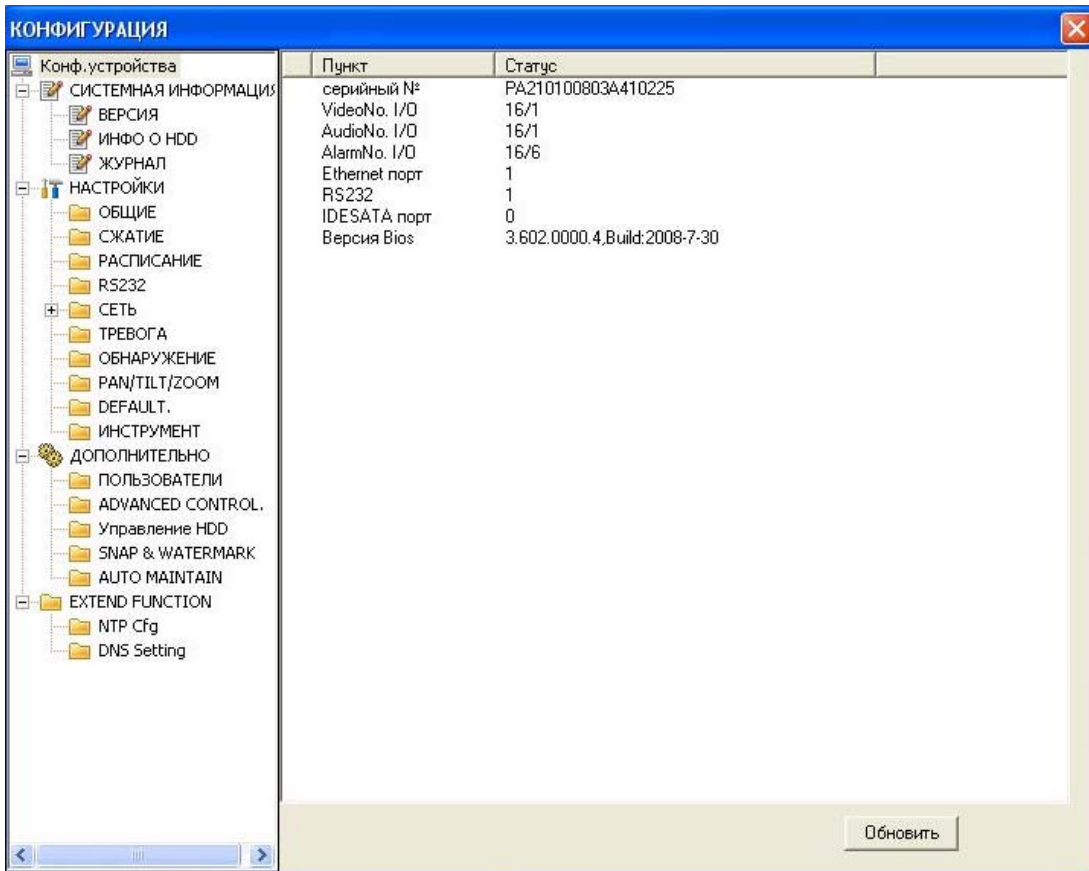 КОНФИГУРАЦИЯ
Конф.устройства
СИСТЕМНАЯ ИНФОРМАЦИЯ
ВЕРСИЯ
ИНФО О HDD
ЖУРНАЛ
НАСТРОЙКИ
ОБЩИЕ
СЖАТИЕ
РАСПИСАНИЕ
RS232
СЕТЬ
ТРЕВОГА
ОБНАРУЖЕНИЕ
PAN/TILT/ZOOM
DEFAULT.
ИНСТРУМЕНТ
ДОПОЛНИТЕЛЬНО
ПОЛЬЗОВАТЕЛИ
ADVANCED CONTROL.
Управление HDD
SNAP & WATERMARK
AUTO MAINTAIN
EXTEND FUNCTION
NTP Cfg
DNS Setting
Пункт Статус
серийный № PA210100803A410225
VideoNo. I/O 16/1
AudioNo. I/O 16/1
AlarmNo. I/O 16/6
Ethernet порт 1
RS232 1
IDESATA порт 0
Версия Bios 3.602.0000.4,Build:2008-7-30
Обновить